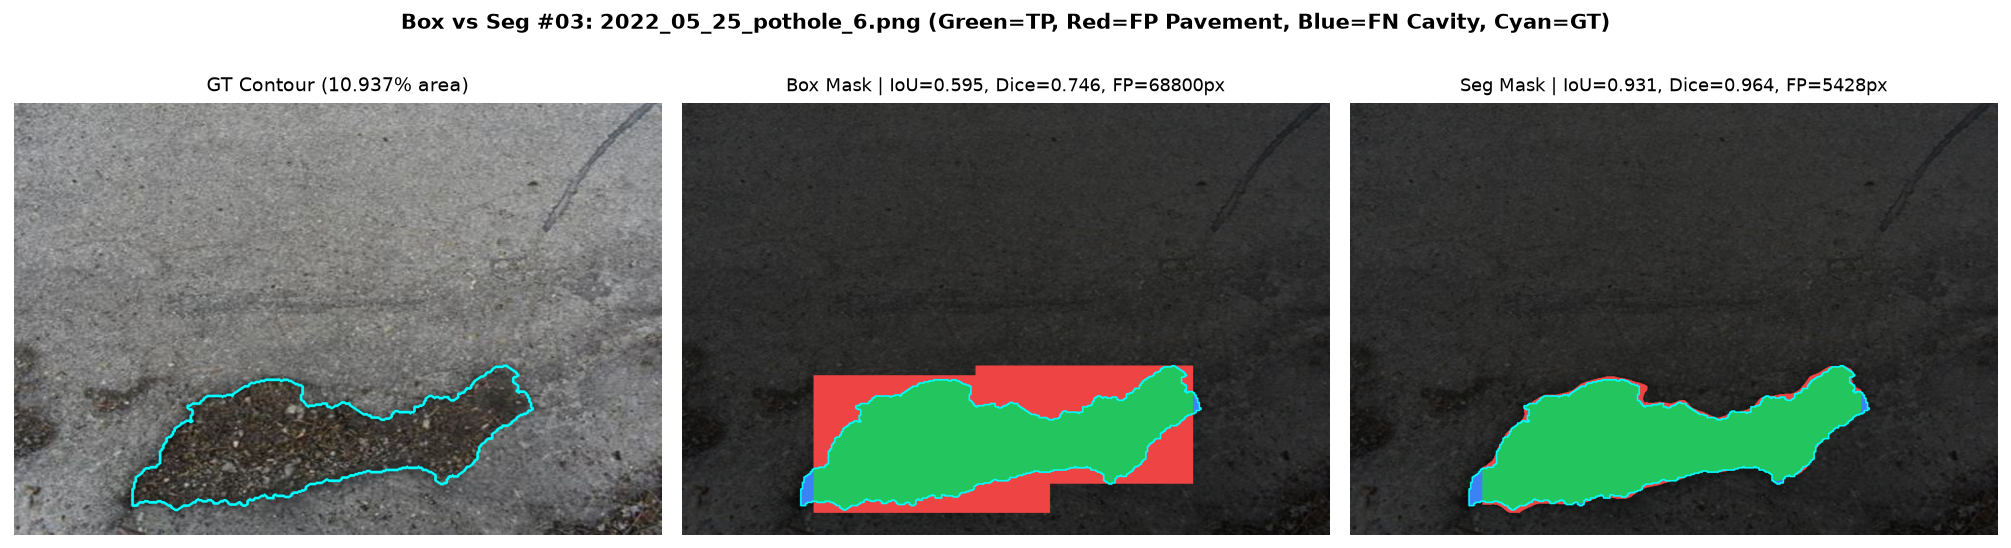 Box vs Seg #03: 2022_05_25_pothole_6.png (Green=TP, Red=FP Pavement, Blue=FN Cavity, Cyan=GT)
GT Contour (10.937% area)
Box Mask | IoU=0.595, Dice=0.746, FP=68800px
Seg Mask | IoU=0.931, Dice=0.964, FP=5428px